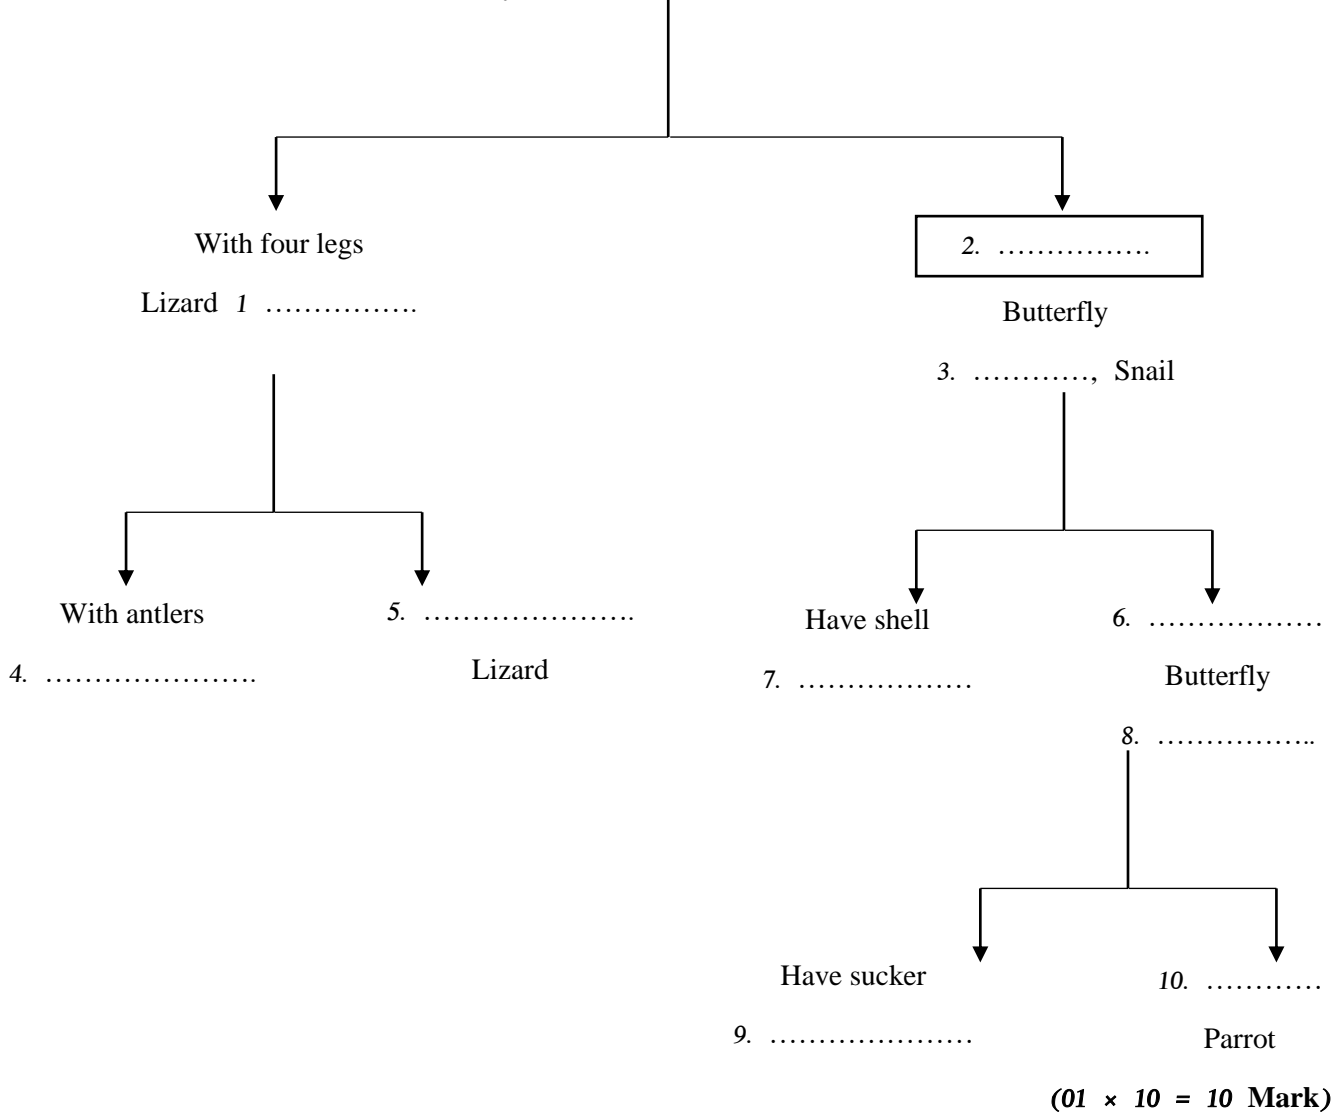 With four legs
2. …………….
Lizard 1 …………….
Butterfly
3. …………, Snail
With antlers
5. …………………….
Have shell
6. ………………
4. …………………….
Lizard
7. ………………
Butterfly
8. ……………..
Have sucker
10. …………
9. …………………
Parrot
(01 × 10 = 10 Mark)